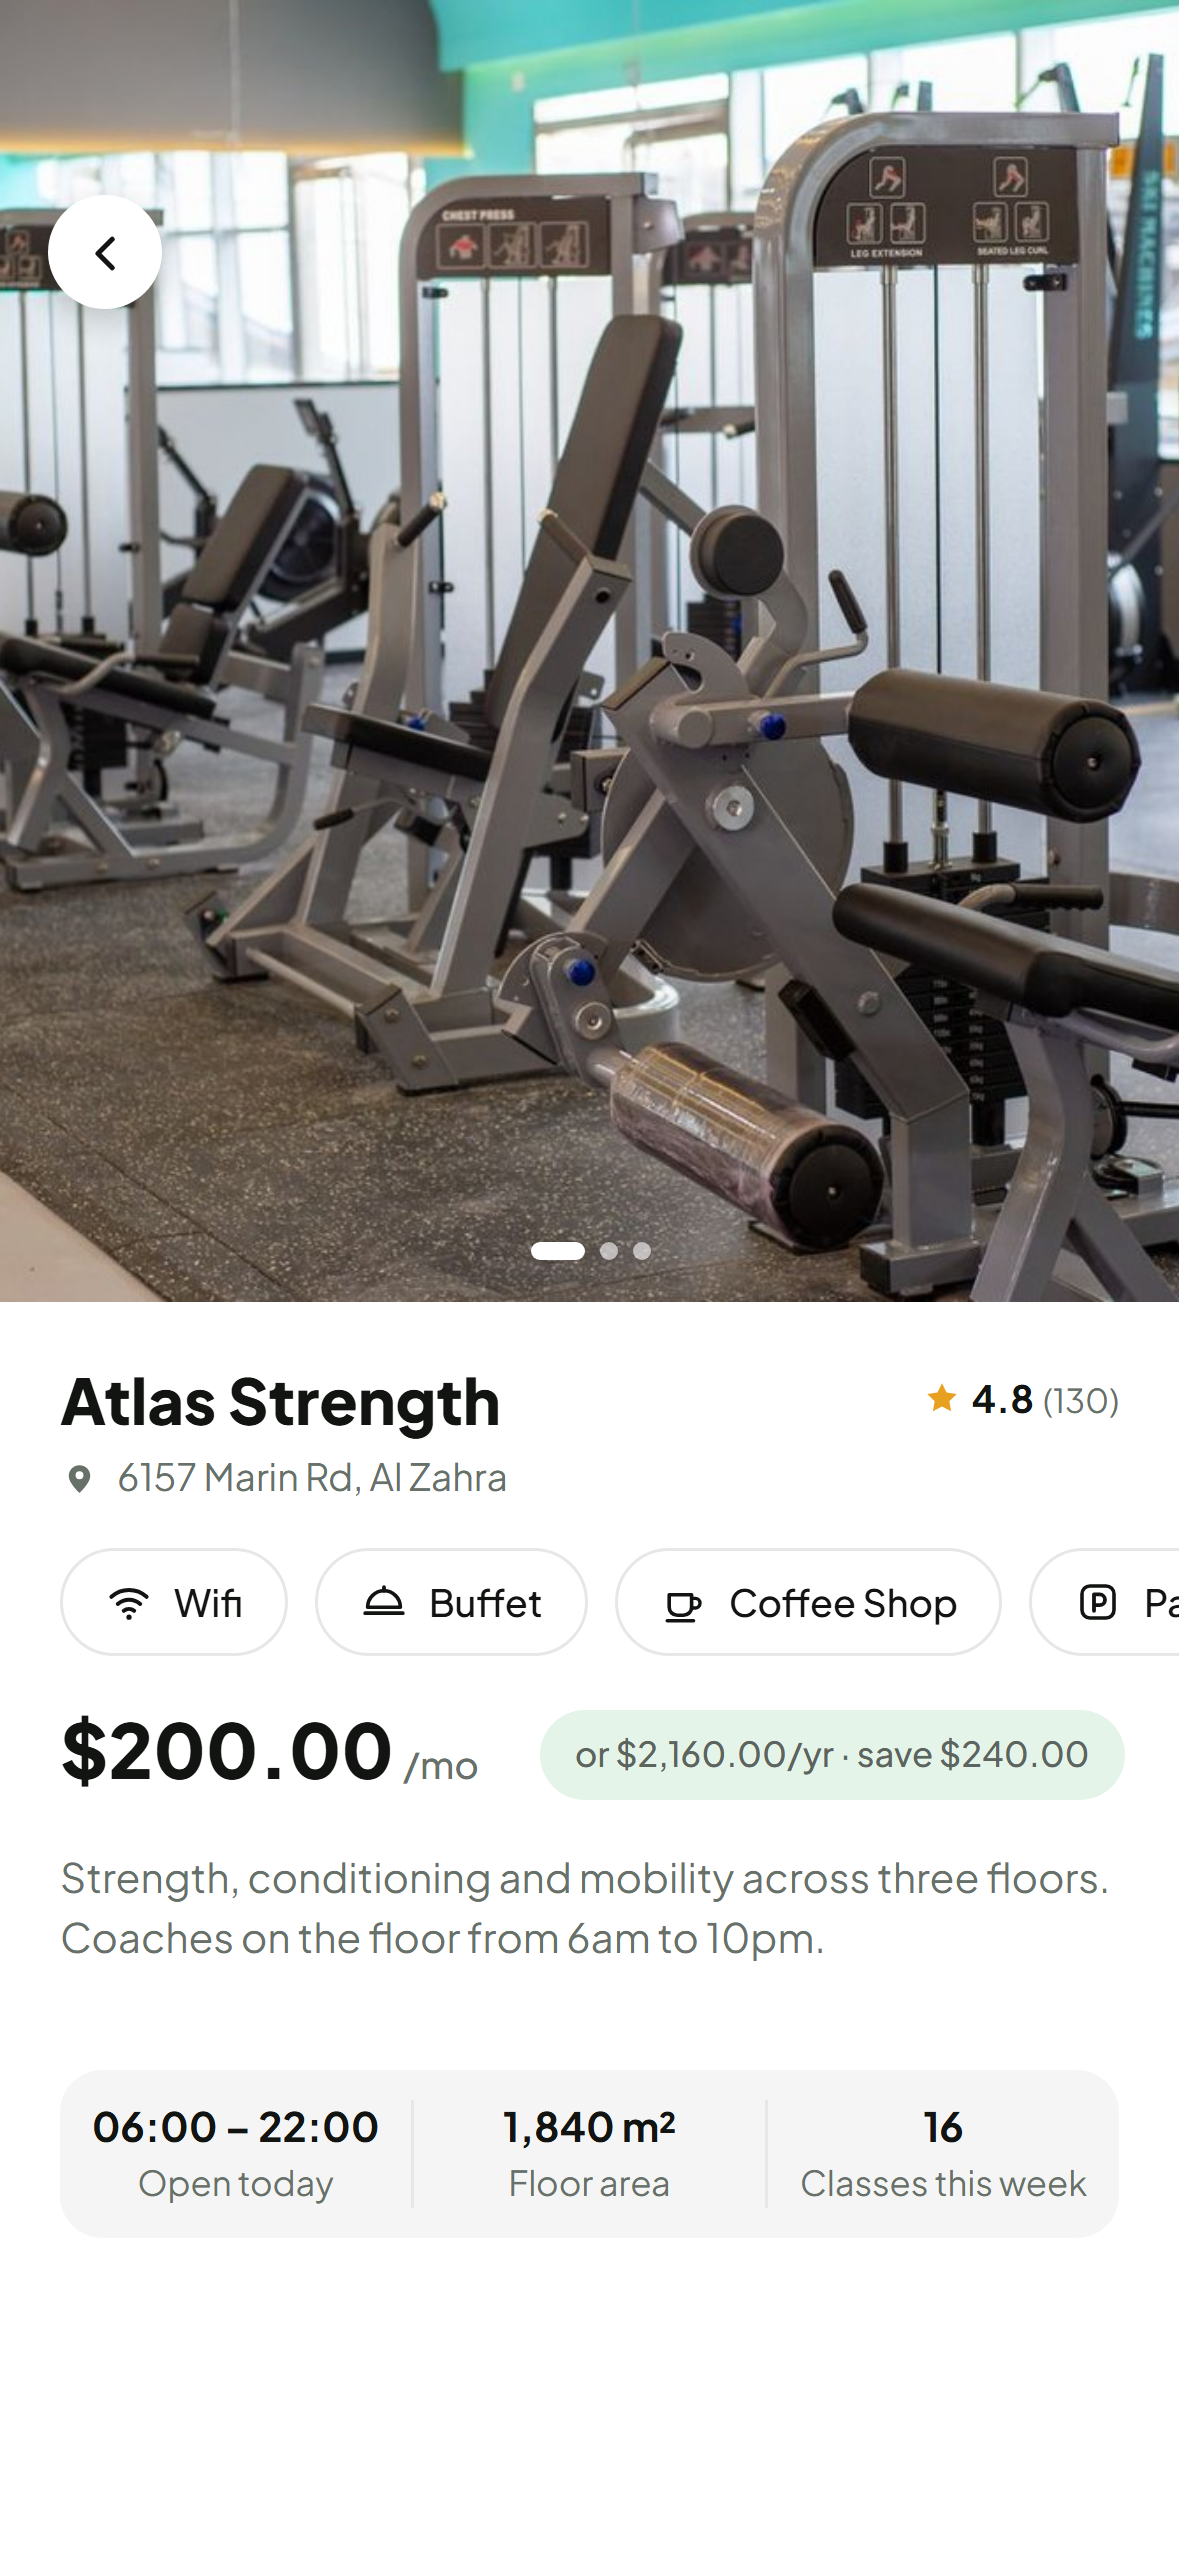 CHEST PRESS
LEG EXTENSION
SEATED LEG CURL
SKI MACHINES
Atlas Strength
4.8 (130)
6157 Marin Rd, Al Zahra
Wifi
Buffet
Coffee Shop
P
Pa
$200.00 /mo
or $2,160.00/yr · save $240.00
Strength, conditioning and mobility across three floors.
Coaches on the floor from 6am to 10pm.
06:00 – 22:00
Open today
1,840 m²
Floor area
16
Classes this week